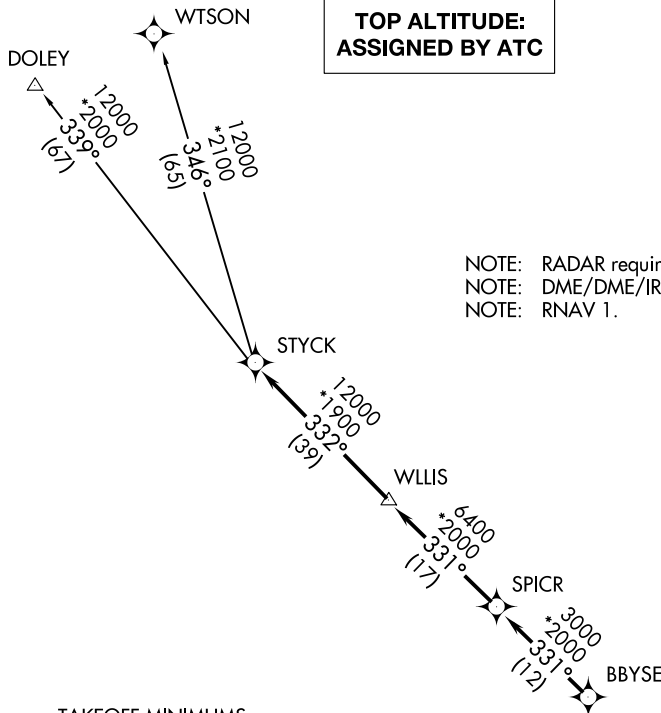 WTSON
TOP ALTITUDE:
ASSIGNED BY ATC
DOLEY
12000
*2000
339°
(67)
12000
*2100
346°
(65)
NOTE: RADAR requir
NOTE: DME/DME/IR
NOTE: RNAV 1.
STYCK
12000
*1900
332°
(39)
WLLIS
6400
*2000
331°
(17)
SPICR
3000
*2000
331°
(12)
BBYSE
TAKEOFF MINIMUMS